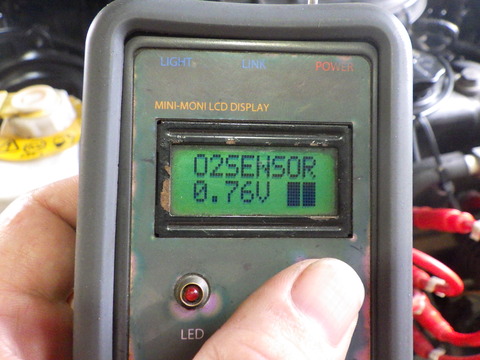 LIGHT LINK POWER
MINI-MONI LCD DISPLAY
O2SENSOR
0.76V
LED